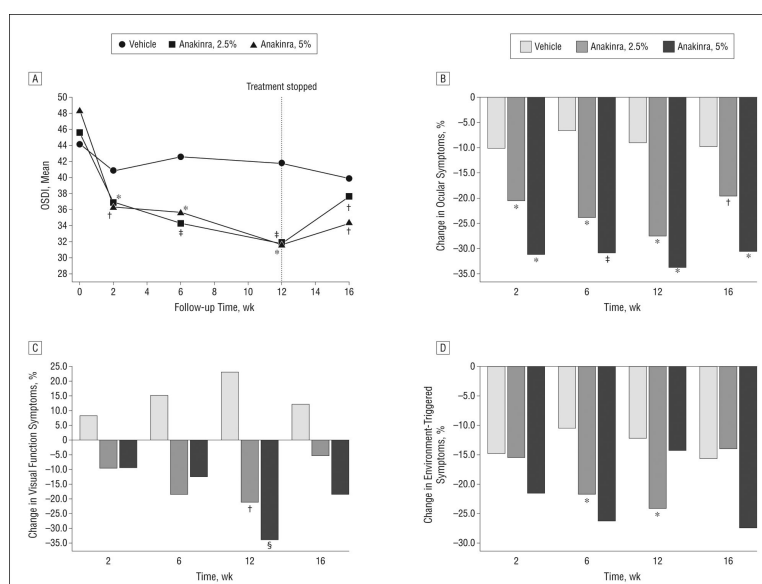 Vehicle Anakinra, 2.5% Anakinra, 5%
A
Treatment stopped
OSDI, Mean
50
48
46
44
42
40
38
36
34
32
30
28
*
†
*
‡
‡
*
†
†
0 2 4 6 8 10 12 14 16
Follow-up Time, wk
Vehicle Anakinra, 2.5% Anakinra, 5%
B
Change in Ocular Symptoms, %
0
−5.0
−10.0
−15.0
−20.0
−25.0
−30.0
−35.0
* * * ‡ * * † *
2 6 12 16
Time, wk
C
Change in Visual Function Symptoms, %
25.0
20.0
15.0
10.0
5.0
0
−5.0
−10.0
−15.0
−20.0
−25.0
−30.0
−35.0
† §
2 6 12 16
Time, wk
D
Change in Environment-Triggered
Symptoms, %
0
−5.0
−10.0
−15.0
−20.0
−25.0
−30.0
* *
2 6 12 16
Time, wk